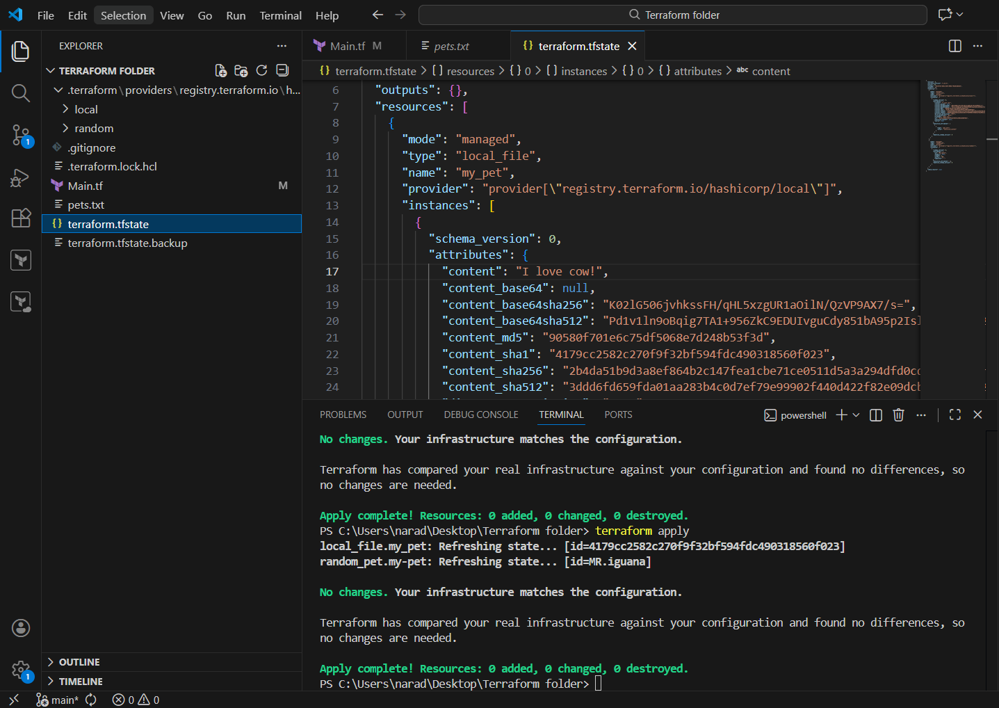 File Edit Selection View Go Run Terminal Help
Terraform folder
EXPLORER
TERRAFORM FOLDER
.terraform\providers\registry.terraform.io\h...
local
random
.gitignore
.terraform.lock.hcl
Main.tf M
pets.txt
terraform.tfstate
terraform.tfstate.backup
OUTLINE
TIMELINE
1
1
Main.tf M
pets.txt
terraform.tfstate
{} terraform.tfstate > [ ] resources > { } 0 > [ ] instances > { } 0 > { } attributes > abc content
6 "outputs": {},
7 "resources": [
8 {
9 "mode": "managed",
10 "type": "local_file",
11 "name": "my_pet",
12 "provider": "provider[\"registry.terraform.io/hashicorp/local\"]",
13 "instances": [
14 {
15 "schema_version": 0,
16 "attributes": {
17 "content": "I love cow!",
18 "content_base64": null,
19 "content_base64sha256": "K02lG506jvhkssFH/qHL5xzgUR1aOilN/QzVP9AX7/s=",
20 "content_base64sha512": "Pd1v1ln9oBqig7TA1+956ZkC9EDUIvguCdy851bA95p2Isl
21 "content_md5": "90580f701e6c75df5068e7d248b53f3d",
22 "content_sha1": "4179cc2582c270f9f32bf594fdc490318560f023",
23 "content_sha256": "2b4da51b9d3a8ef864b2c147fea1cbe71ce0511d5a3a294dfd0cc
24 "content_sha512": "3ddd6fd659fda01aa283b4c0d7ef79e99902f440d422f82e09dcb
PROBLEMS OUTPUT DEBUG CONSOLE TERMINAL PORTS
powershell
No changes. Your infrastructure matches the configuration.
Terraform has compared your real infrastructure against your configuration and found no differences, so
no changes are needed.
Apply complete! Resources: 0 added, 0 changed, 0 destroyed.
PS C:\Users\narad\Desktop\Terraform folder> terraform apply
local_file.my_pet: Refreshing state... [id=4179cc2582c270f9f32bf594fdc490318560f023]
random_pet.my-pet: Refreshing state... [id=MR.iguana]
No changes. Your infrastructure matches the configuration.
Terraform has compared your real infrastructure against your configuration and found no differences, so
no changes are needed.
Apply complete! Resources: 0 added, 0 changed, 0 destroyed.
PS C:\Users\narad\Desktop\Terraform folder>
main* 0 0